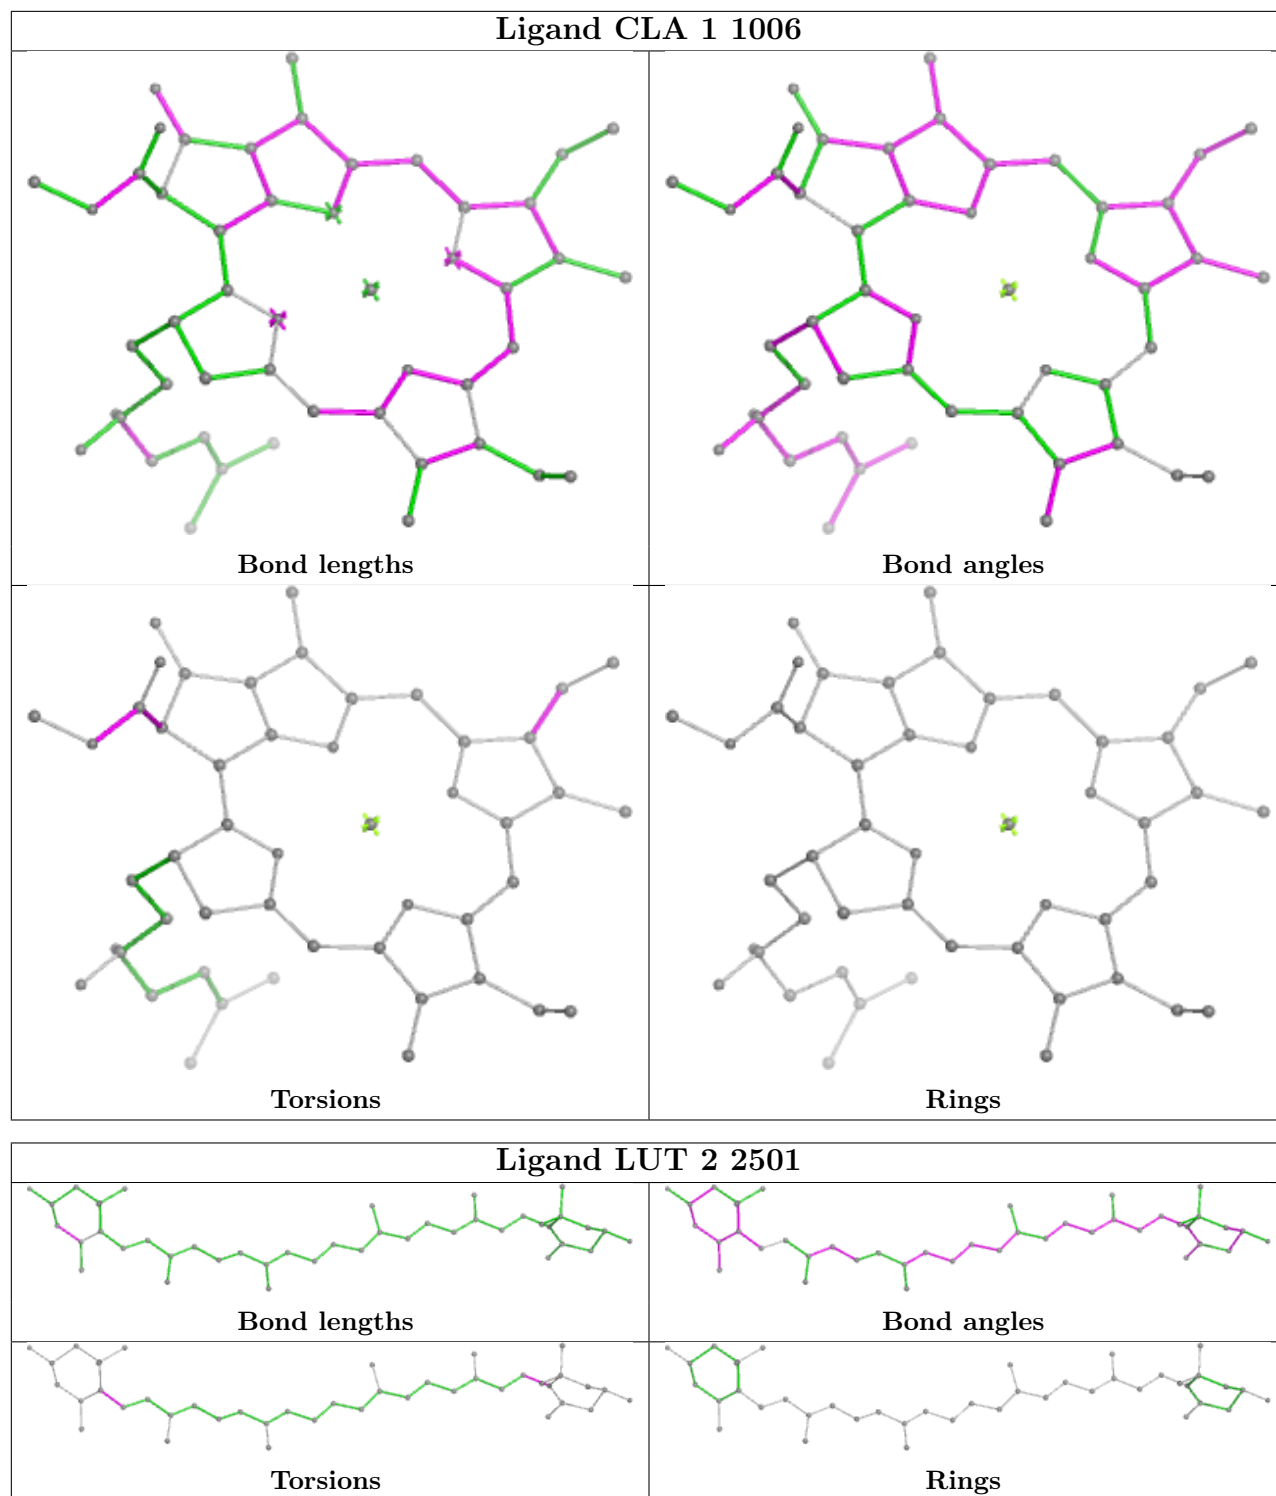 Ligand CLA 1 1006
Bond lengths
Bond angles
Torsions
Rings
Ligand LUT 2 2501
Bond lengths
Bond angles
Torsions
Rings